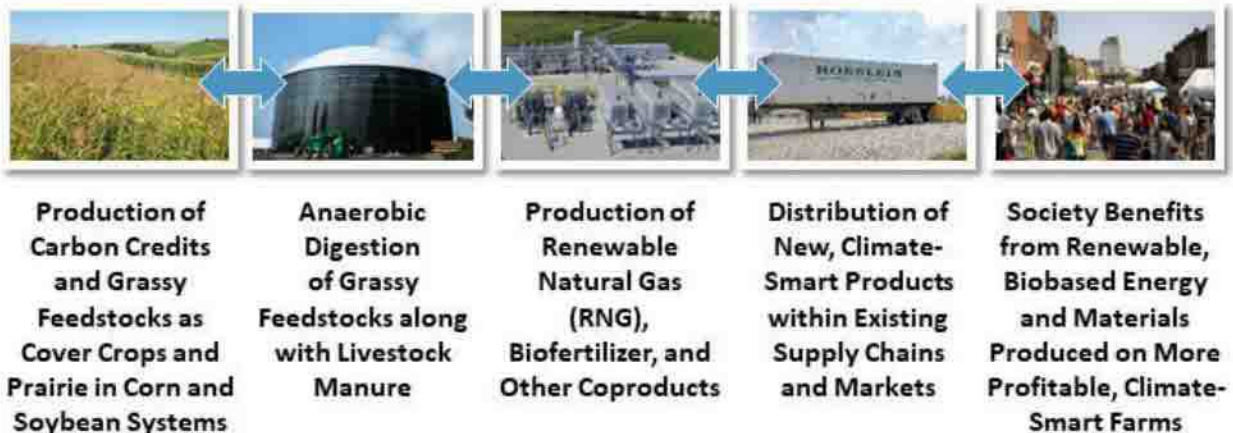 ROESLEIN
Production of
Carbon Credits
and Grassy
Feedstocks as
Cover Crops and
Prairie in Corn and
Soybean Systems
Anaerobic
Digestion
of Grassy
Feedstocks along
with Livestock
Manure
Production of
Renewable
Natural Gas
(RNG),
Biofertilizer, and
Other Coproducts
Distribution of
New, Climate-
Smart Products
within Existing
Supply Chains
and Markets
Society Benefits
from Renewable,
Biobased Energy
and Materials
Produced on More
Profitable, Climate-
Smart Farms